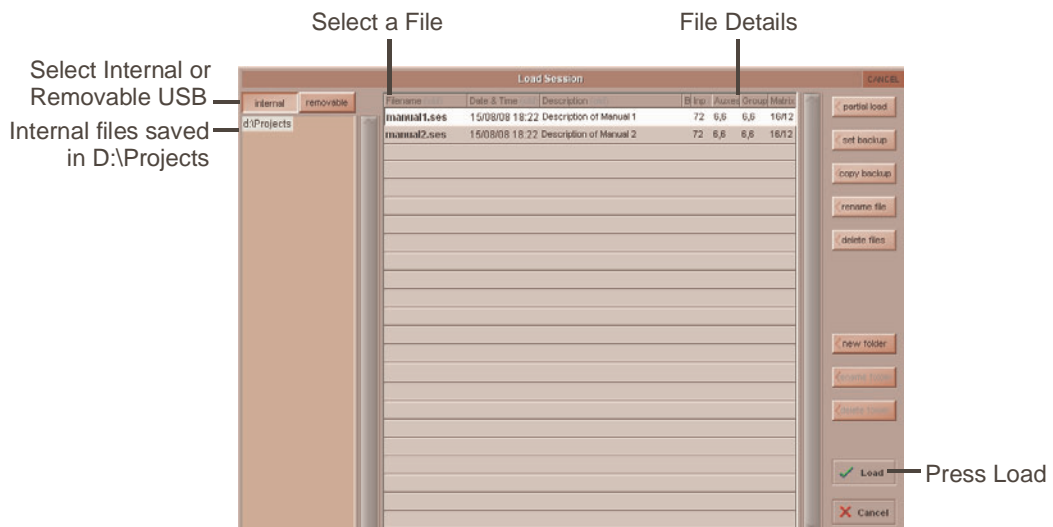 Select a File
File Details
Select Internal or
Removable USB
Internal files saved
in D:\Projects
Press Load
Load Session
CANCEL
internal
removable
d:\Projects
Filename
Date & Time
Description
B
Inp
Auxes
Group
Matrix
manual1.ses 15/08/08 18:22 Description of Manual 1 72 6,6 6,6 16/12
manual2.ses 15/08/08 18:22 Description of Manual 2 72 6,6 6,6 16/12
partial load
set backup
copy backup
rename file
delete files
new folder
rename folder
delete folder
Load
Cancel